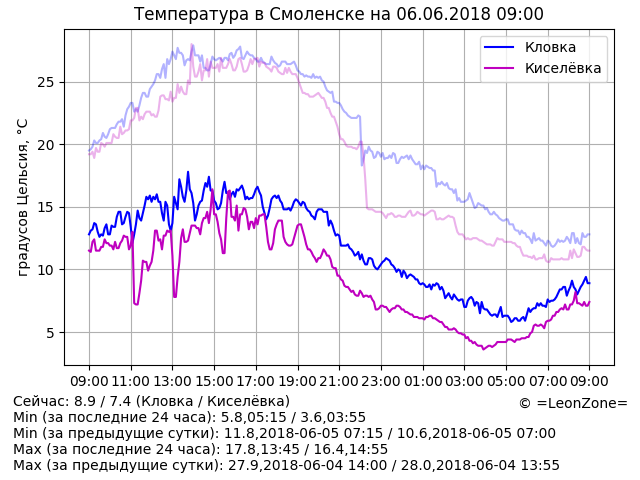 Температура в Смоленске на 06.06.2018 09:00
Кловка
Киселёвка
градусов Цельсия, °C
25
20
15
10
5
09:00 11:00 13:00 15:00 17:00 19:00 21:00 23:00 01:00 03:00 05:00 07:00 09:00
Сейчас: 8.9 / 7.4 (Кловка / Киселёвка)
© =LeonZone=
Min (за последние 24 часа): 5.8,05:15 / 3.6,03:55
Min (за предыдущие сутки): 11.8,2018-06-05 07:15 / 10.6,2018-06-05 07:00
Max (за последние 24 часа): 17.8,13:45 / 16.4,14:55
Max (за предыдущие сутки): 27.9,2018-06-04 14:00 / 28.0,2018-06-04 13:55